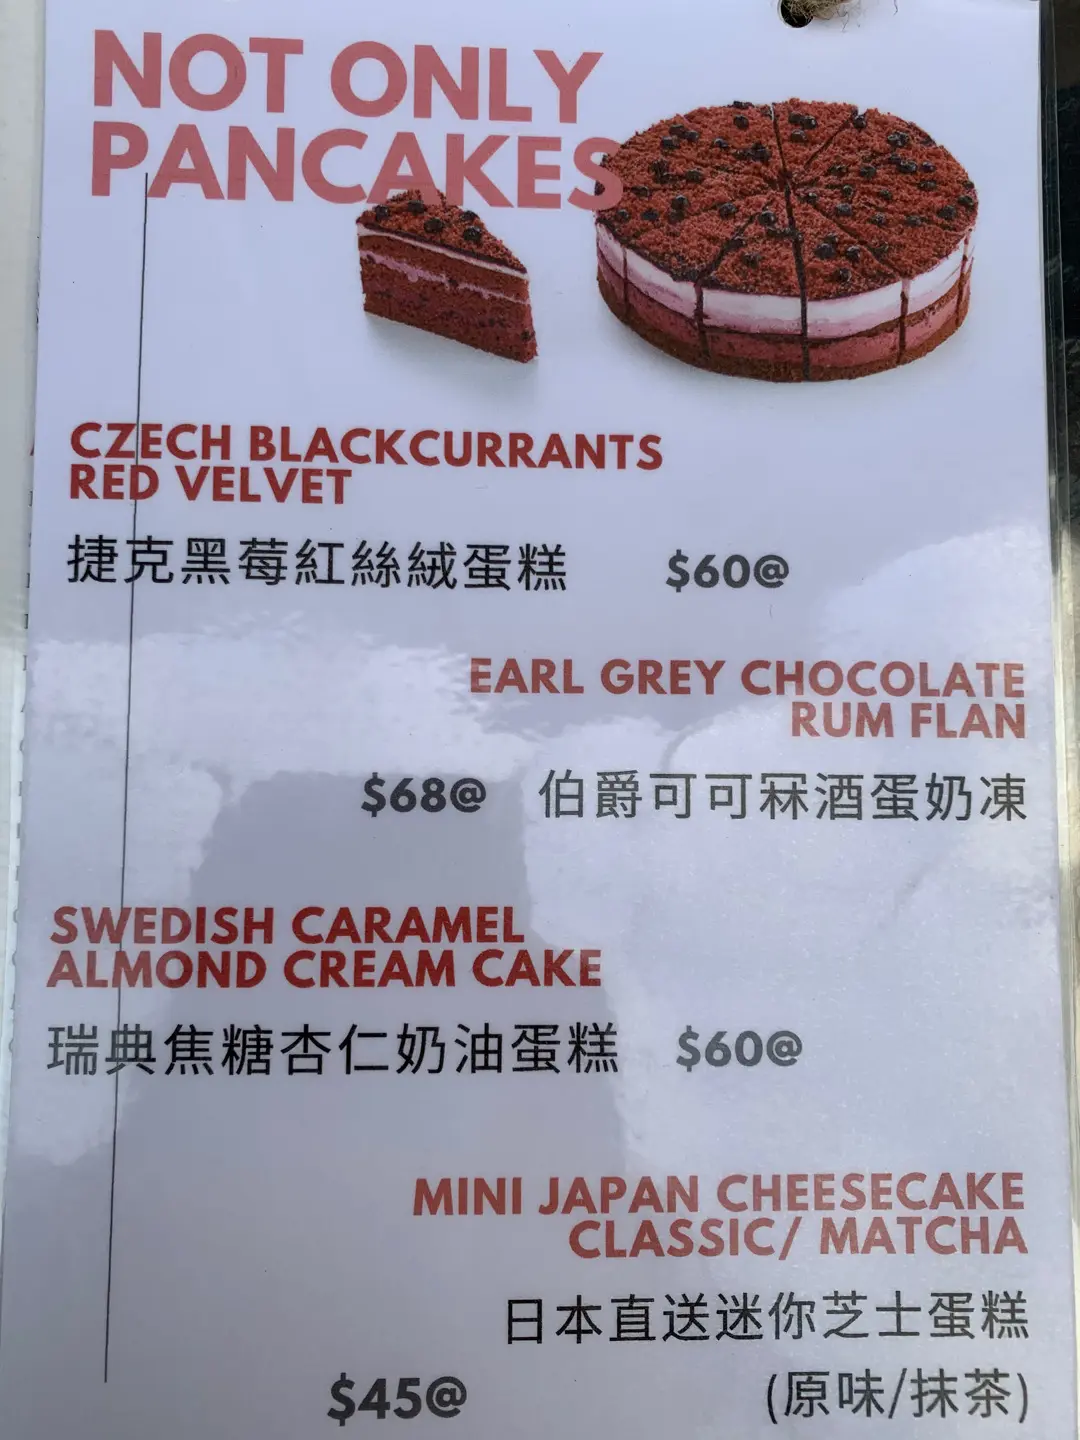 NOT ONLY
PANCAKES
CZECH BLACKCURRANTS
RED VELVET
捷克黑莓紅絲絨蛋糕 $60@
EARL GREY CHOCOLATE
RUM FLAN
$68@ 伯爵可可冧酒蛋奶凍
SWEDISH CARAMEL
ALMOND CREAM CAKE
瑞典焦糖杏仁奶油蛋糕 $60@
MINI JAPAN CHEESECAKE
CLASSIC/ MATCHA
日本直送迷你芝士蛋糕
$45@ (原味/抹茶)